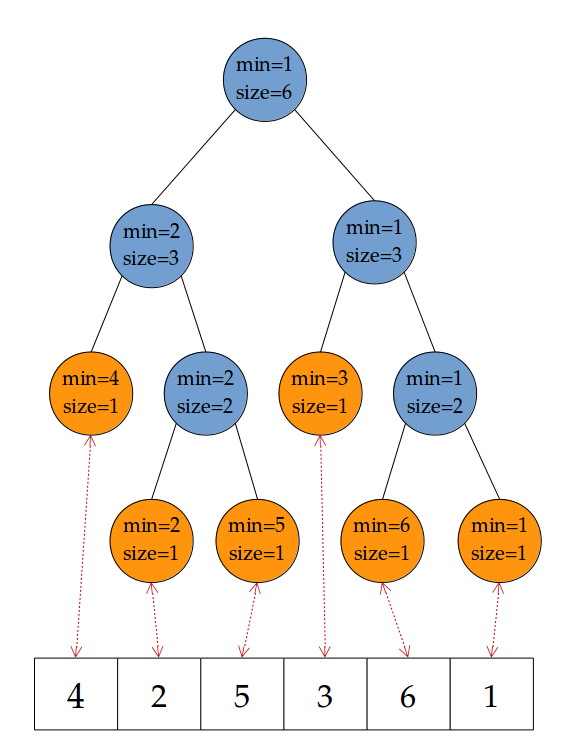 min=1
size=6
min=2
size=3
min=1
size=3
min=4
size=1
min=2
size=2
min=3
size=1
min=1
size=2
min=2
size=1
min=5
size=1
min=6
size=1
min=1
size=1
4 2 5 3 6 1